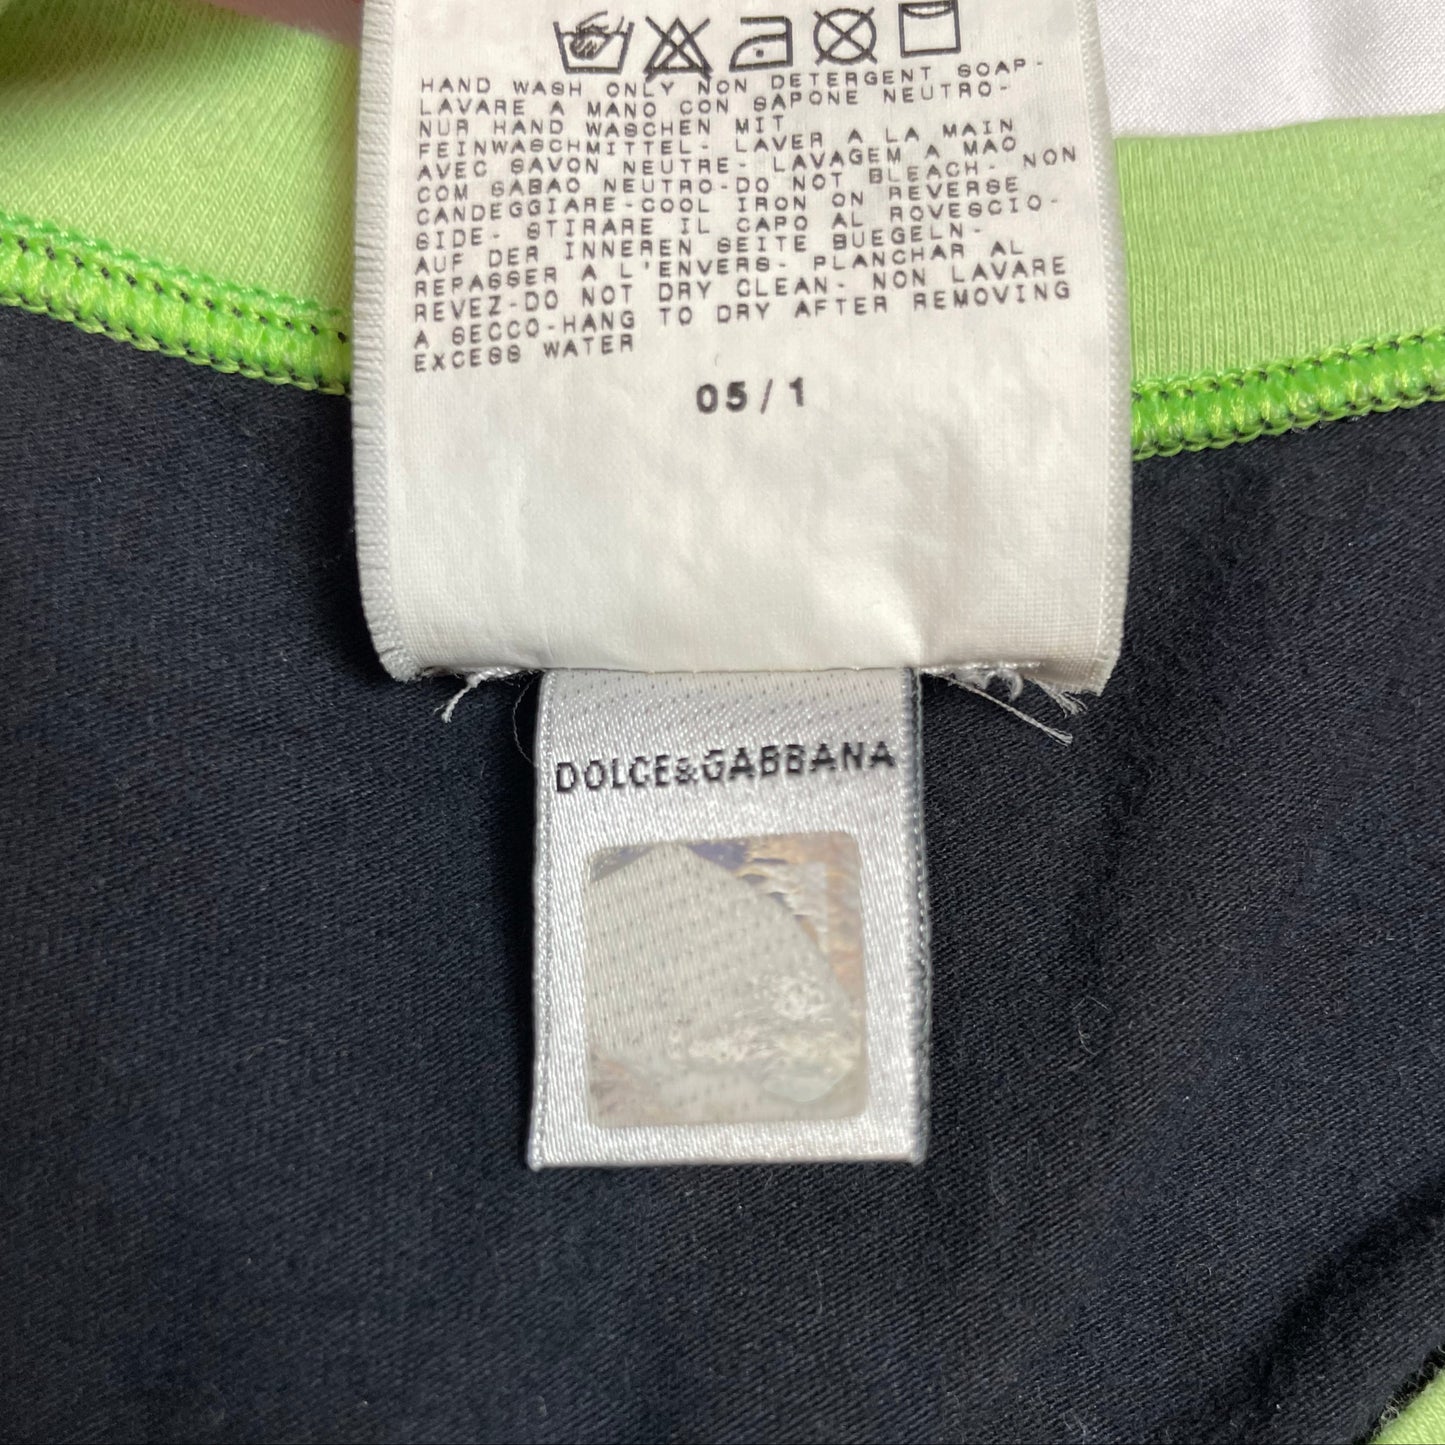 HAND WASH ONLY NON DETERGENT SOAP-
LAVARE A MANO CON SAPONE NEUTRO-
NUR HAND WASCHEN MIT
FEINWASCHMITTEL- LAVER A LA MAIN
AVEC SAVON NEUTRE- LAVAGEM A MAO
COM SABAO NEUTRO-DO NOT BLEACH- NON
CANDEGGIARE-COOL IRON ON REVERSE
SIDE- STIRARE IL CAPO AL ROVESCIO-
AUF DER INNEREN SEITE BUEGELN-
REPASSER A L'ENVERS- PLANCHAR AL
REVEZ-DO NOT DRY CLEAN- NON LAVARE
A SECCO-HANG TO DRY AFTER REMOVING
EXCESS WATER
05/1
DOLCE&GABBANA